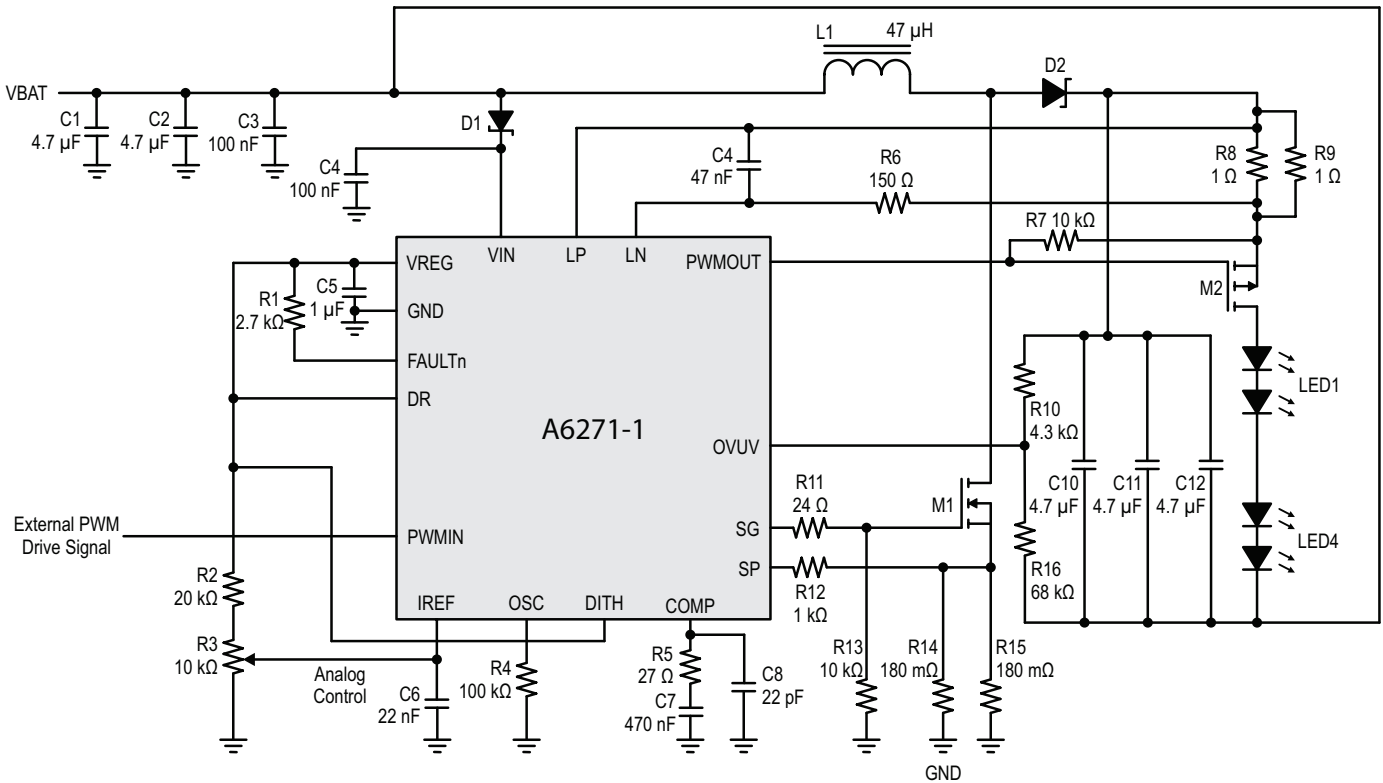 L1
47 µH
D2
VBAT
C1
4.7 µF
C2
4.7 µF
C3
100 nF
D1
C4
100 nF
C4
47 nF
R6
150 Ω
R8
1 Ω
R9
1 Ω
R7 10 kΩ
VREG
VIN
LP
LN
PWMOUT
C5
1 µF
R1
2.7 kΩ
GND
M2
FAULTn
DR
LED1
R10
4.3 kΩ
A6271-1
OVUV
R11
24 Ω
M1
C10
4.7 µF
C11
4.7 µF
C12
4.7 µF
External PWM
Drive Signal
PWMIN
SG
LED4
SP
R12
1 kΩ
R16
68 kΩ
R2
20 kΩ
IREF
OSC
DITH
COMP
R3
10 kΩ
Analog
Control
R4
100 kΩ
R5
27 Ω
C8
22 pF
R13
10 kΩ
R14
180 mΩ
R15
180 mΩ
C6
22 nF
C7
470 nF
GND